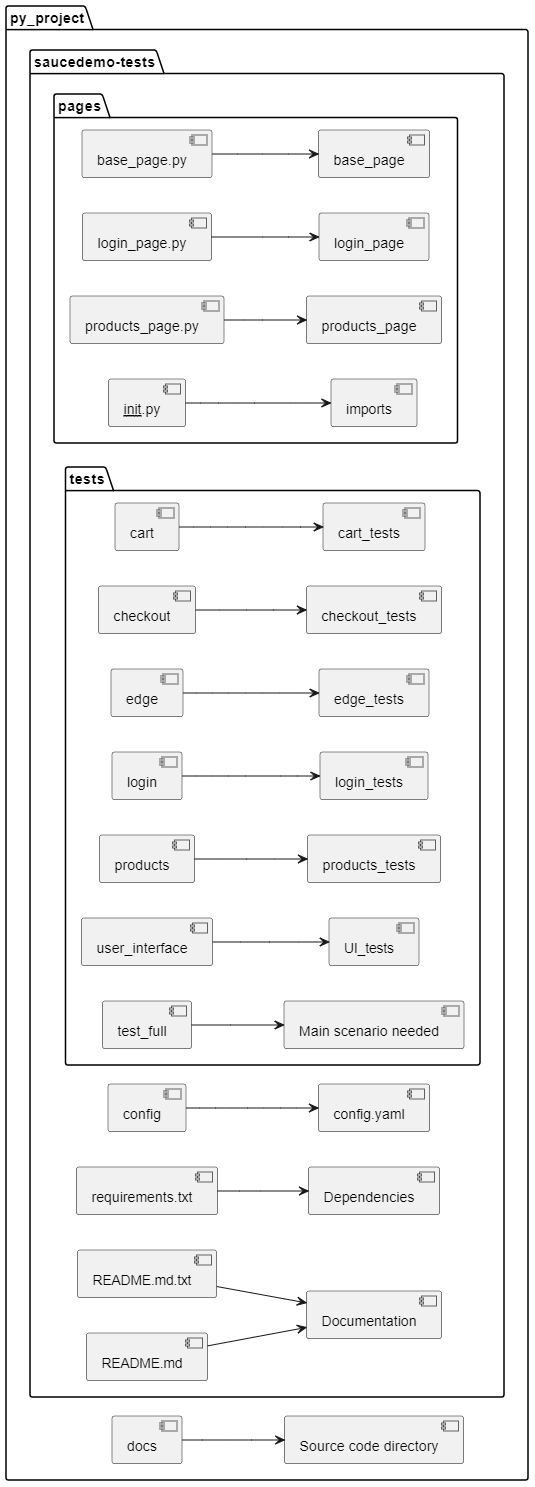 py_project
saucedemo-tests
pages
base_page.py
base_page
login_page.py
login_page
products_page.py
products_page
init.py
imports
tests
cart
cart_tests
checkout
checkout_tests
edge
edge_tests
login
login_tests
products
products_tests
user_interface
UI_tests
test_full
Main scenario needed
config
config.yaml
requirements.txt
Dependencies
README.md.txt
Documentation
README.md
docs
Source code directory